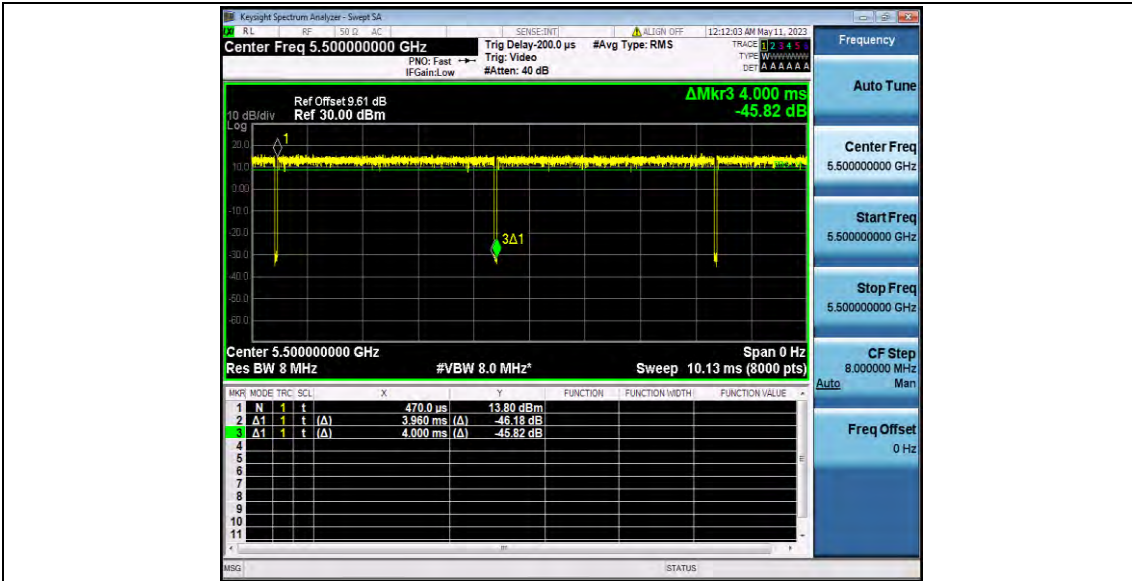 Keysight Spectrum Analyzer - Swept SA
RL RF 50 Ω AC SENSE:INT ALIGN OFF 12:12:03 AM May 11, 2023
Center Freq 5.500000000 GHz
PNO: Fast
IFGain:Low
Trig Delay-200.0 µs
Trig: Video
#Atten: 40 dB
#Avg Type: RMS
TRACE 1 2 3 4 5 6
TYPE WWWWWW
DET A A A A A A
Frequency
Auto Tune
Center Freq
5.500000000 GHz
Start Freq
5.500000000 GHz
Stop Freq
5.500000000 GHz
CF Step
8.000000 MHz
Auto Man
Freq Offset
0 Hz
ΔMkr3 4.000 ms
-45.82 dB
Ref Offset 9.61 dB
10 dB/div Ref 30.00 dBm
Log
20.0
10.0
0.00
-10.0
-20.0
-30.0
-40.0
-50.0
-60.0
1
3Δ1
Center 5.500000000 GHz Span 0 Hz
Res BW 8 MHz #VBW 8.0 MHz* Sweep 10.13 ms (8000 pts)
MKR MODE TRC SCL X Y FUNCTION FUNCTION WIDTH FUNCTION VALUE
1 N 1 t 470.0 µs 13.80 dBm
2 Δ1 1 t (Δ) 3.960 ms (Δ) -46.18 dB
3 Δ1 1 t (Δ) 4.000 ms (Δ) -45.82 dB
4
5
6
7
8
9
10
11
MSG STATUS